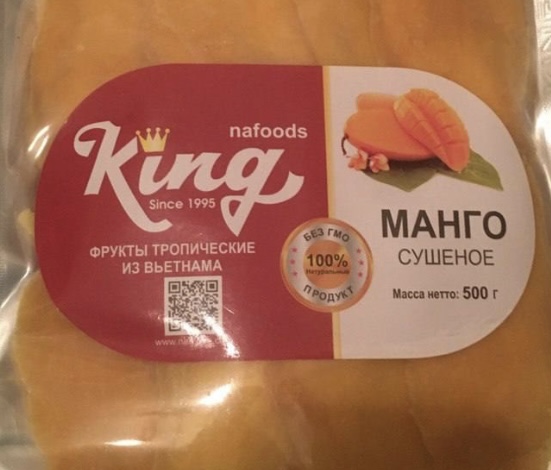 nafoods
King
Since 1995
ФРУКТЫ ТРОПИЧЕСКИЕ
ИЗ ВЬЕТНАМА
БЕЗ ГМО
100%
Натуральный
ПРОДУКТ
МАНГО
СУШЕНОЕ
Масса нетто: 500 г